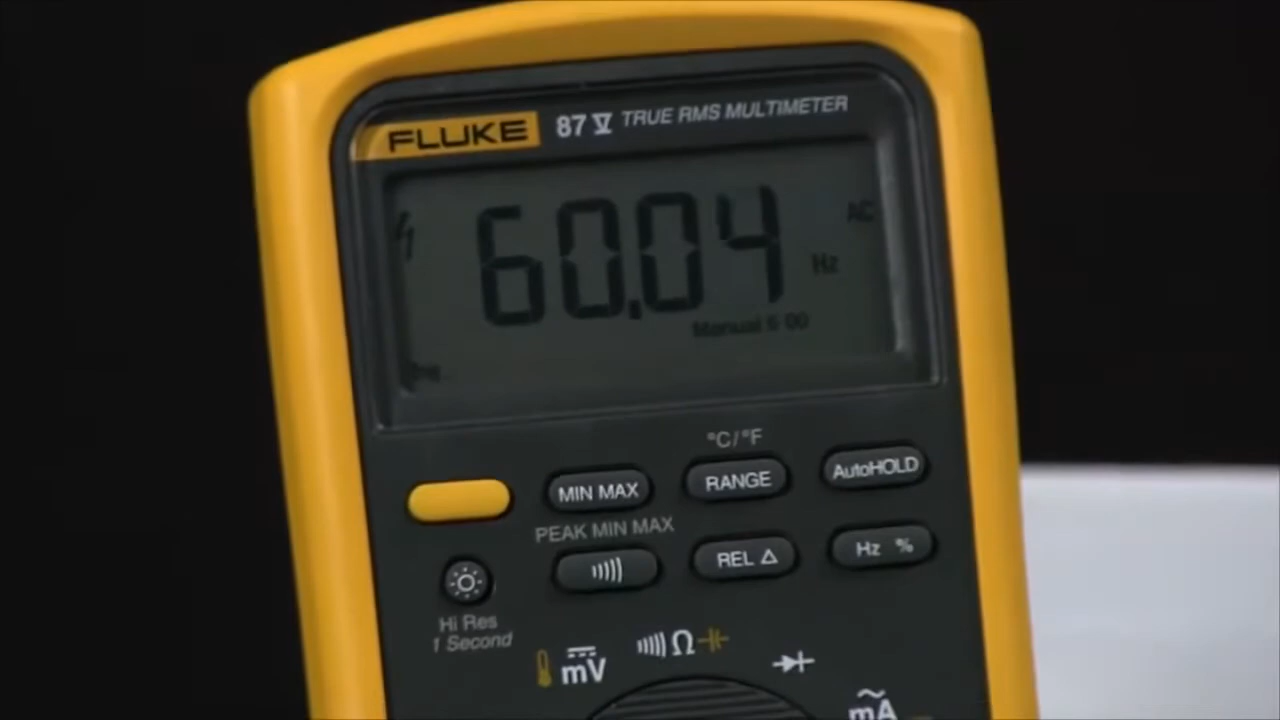 FLUKE 87 V TRUE RMS MULTIMETER
60.04
AC
Hz
Manual
°C/°F
MIN MAX
RANGE
AutoHOLD
PEAK MIN MAX
REL Δ
Hz %
Hi Res
1 Second
mV
Ω
mA